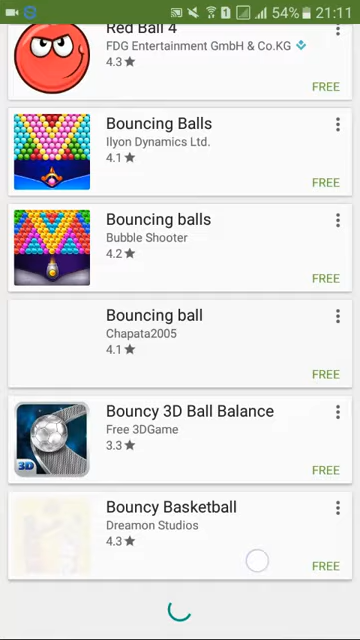 54% 21:11
Red Ball 4
FDG Entertainment GmbH & Co.KG
4.3★
FREE
Bouncing Balls
Ilyon Dynamics Ltd.
4.1★
FREE
Bouncing balls
Bubble Shooter
4.2★
FREE
Bouncing ball
Chapata2005
4.1★
FREE
Bouncy 3D Ball Balance
Free 3DGame
3.3★
3D
FREE
Bouncy Basketball
Dreamon Studios
4.3★
FREE